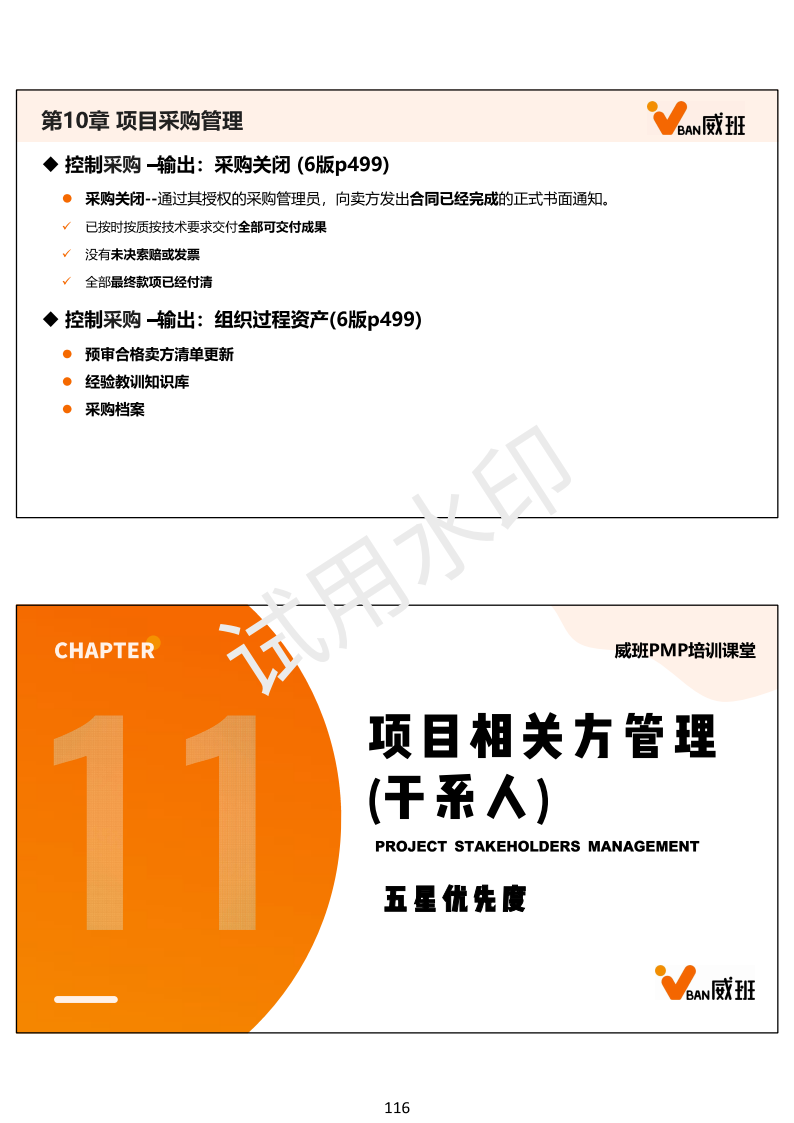 第10章 项目采购管理
BAN威班
◆ 控制采购 –输出：采购关闭 (6版p499)
● 采购关闭--通过其授权的采购管理员，向卖方发出合同已经完成的正式书面通知。
✓ 已按时按质按技术要求交付全部可交付成果
✓ 没有未决索赔或发票
✓ 全部最终款项已经付清
◆ 控制采购 –输出：组织过程资产(6版p499)
● 预审合格卖方清单更新
● 经验教训知识库
● 采购档案
试用水印
CHAPTER
威班PMP培训课堂
11
项目相关方管理
(干系人)
PROJECT STAKEHOLDERS MANAGEMENT
五星优先度
BAN威班
116